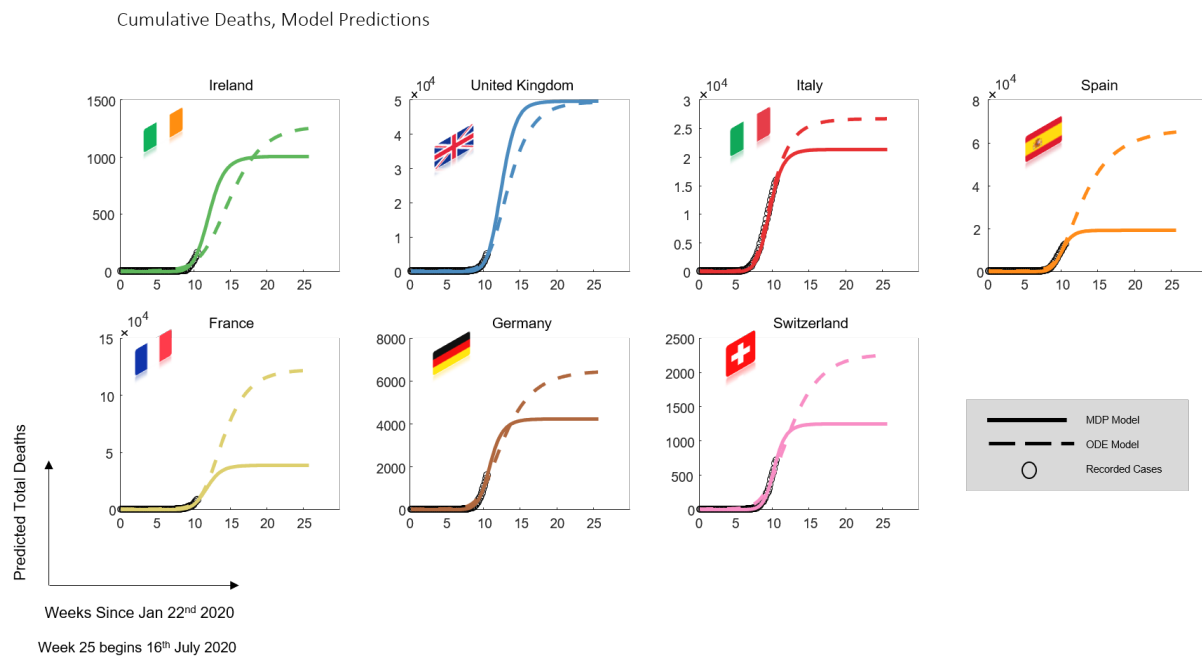 Cumulative Deaths, Model Predictions
Ireland
1500
1000
500
0
0 5 10 15 20 25
United Kingdom
× 10⁴
5
4
3
2
1
0
0 5 10 15 20 25
Italy
× 10⁴
3
2.5
2
1.5
1
0.5
0
0 5 10 15 20 25
Spain
× 10⁴
8
6
4
2
0
0 5 10 15 20 25
France
× 10⁴
15
10
5
0
0 5 10 15 20 25
Germany
8000
6000
4000
2000
0
0 5 10 15 20 25
Switzerland
2500
2000
1500
1000
500
0
0 5 10 15 20 25
MDP Model
ODE Model
Recorded Cases
Predicted Total Deaths
Weeks Since Jan 22ⁿᵈ 2020
Week 25 begins 16ᵗʰ July 2020